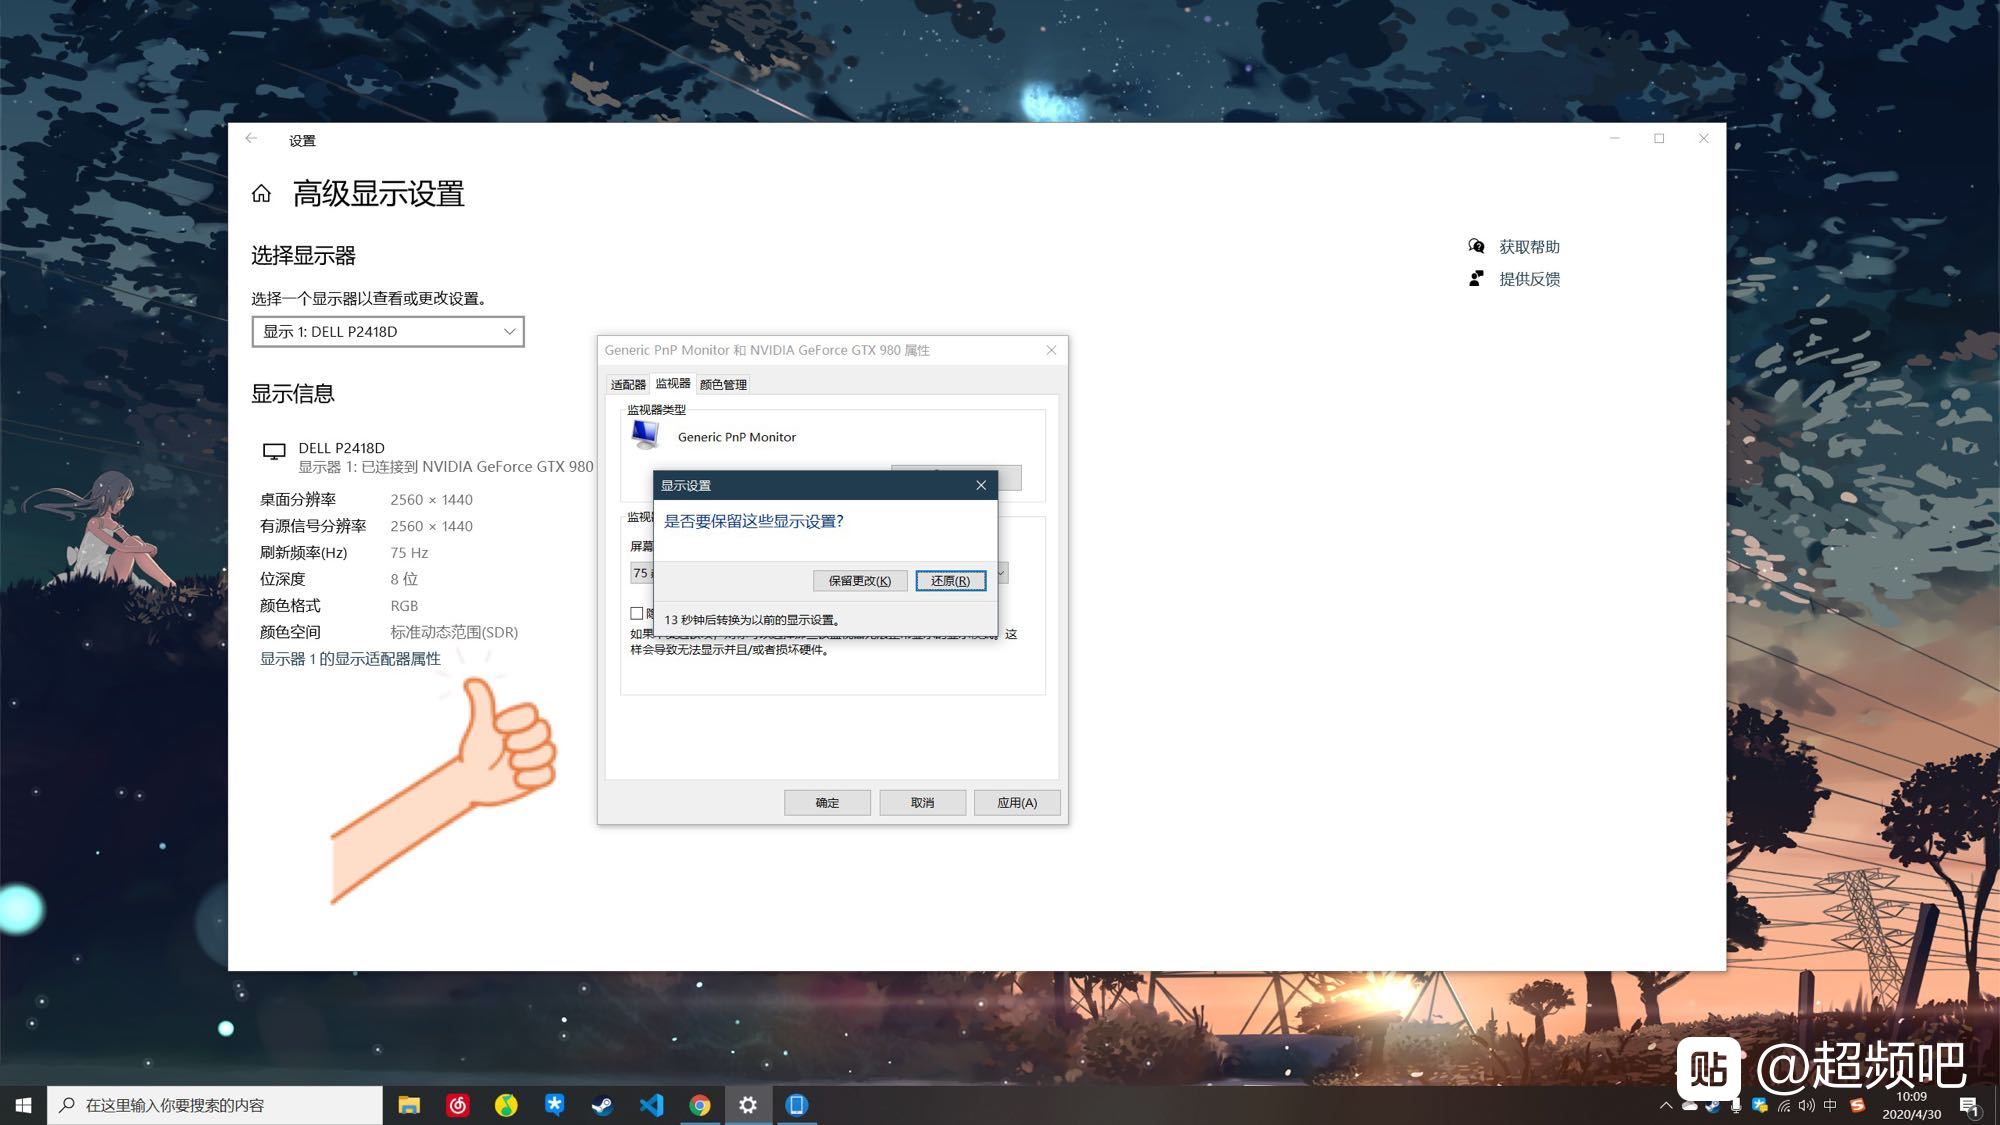 设置
高级显示设置
选择显示器
选择一个显示器以查看或更改设置。
显示 1: DELL P2418D
显示信息
DELL P2418D
显示器 1: 已连接到 NVIDIA GeForce GTX 980
桌面分辨率 2560 × 1440
有源信号分辨率 2560 × 1440
刷新频率(Hz) 75 Hz
位深度 8 位
颜色格式 RGB
颜色空间 标准动态范围(SDR)
显示器 1 的显示适配器属性
获取帮助
提供反馈
Generic PnP Monitor 和 NVIDIA GeForce GTX 980 属性
适配器 监视器 颜色管理
监视器类型
Generic PnP Monitor
监视
屏幕
75
显示设置
是否要保留这些显示设置?
保留更改(K) 还原(R)
13 秒钟后转换为以前的显示设置。
如果
这
样会导致无法显示并且/或者损坏硬件。
确定 取消 应用(A)
贴 @超频吧
在这里输入你要搜索的内容
中
10:09
2020/4/30
1